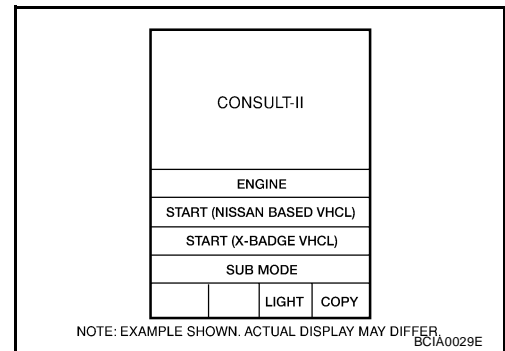 CONSULT-II
ENGINE
START (NISSAN BASED VHCL)
START (X-BADGE VHCL)
SUB MODE
LIGHT COPY
NOTE: EXAMPLE SHOWN. ACTUAL DISPLAY MAY DIFFER.
BCIA0029E